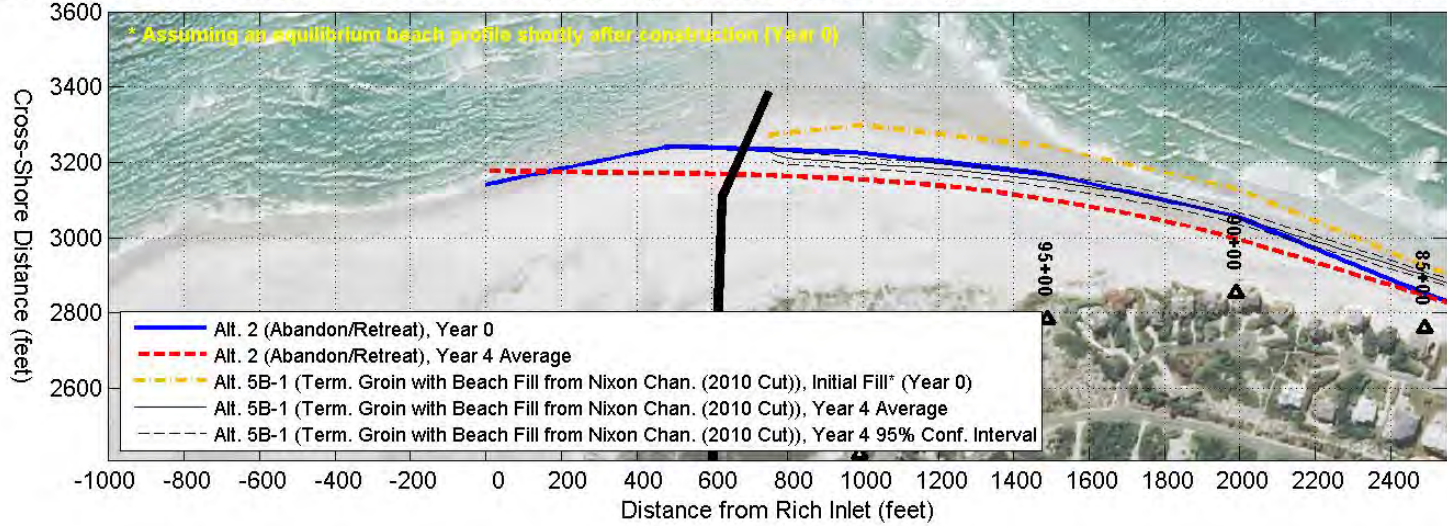 * Assuming an equilibrium beach profile shortly after construction (Year 0)
3600
3400
3200
3000
2800
2600
Cross-Shore Distance (feet)
95+00
90+00
85+00
Alt. 2 (Abandon/Retreat), Year 0
Alt. 2 (Abandon/Retreat), Year 4 Average
Alt. 5B-1 (Term. Groin with Beach Fill from Nixon Chan. (2010 Cut)), Initial Fill* (Year 0)
Alt. 5B-1 (Term. Groin with Beach Fill from Nixon Chan. (2010 Cut)), Year 4 Average
Alt. 5B-1 (Term. Groin with Beach Fill from Nixon Chan. (2010 Cut)), Year 4 95% Conf. Interval
-1000 -800 -600 -400 -200 0 200 400 600 800 1000 1200 1400 1600 1800 2000 2200 2400
Distance from Rich Inlet (feet)